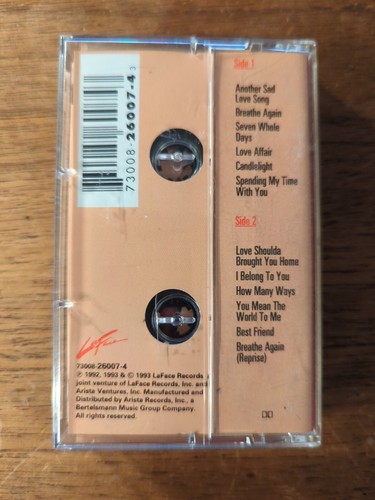 73008-26007-4
Side 1
Another Sad
Love Song
Breathe Again
Seven Whole
Days
Love Affair
Candlelight
Spending My Time
With You
Side 2
Love Shoulda
Brought You Home
I Belong To You
How Many Ways
You Mean The
World To Me
Best Friend
Breathe Again
(Reprise)
LaFace
73008-26007-4
℗ 1992, 1993 & © 1993 LaFace Records
joint venture of LaFace Records, Inc. and
Arista Ventures, Inc. Manufactured and
Distributed by Arista Records, Inc., a
Bertelsmann Music Group Company.
All rights reserved.